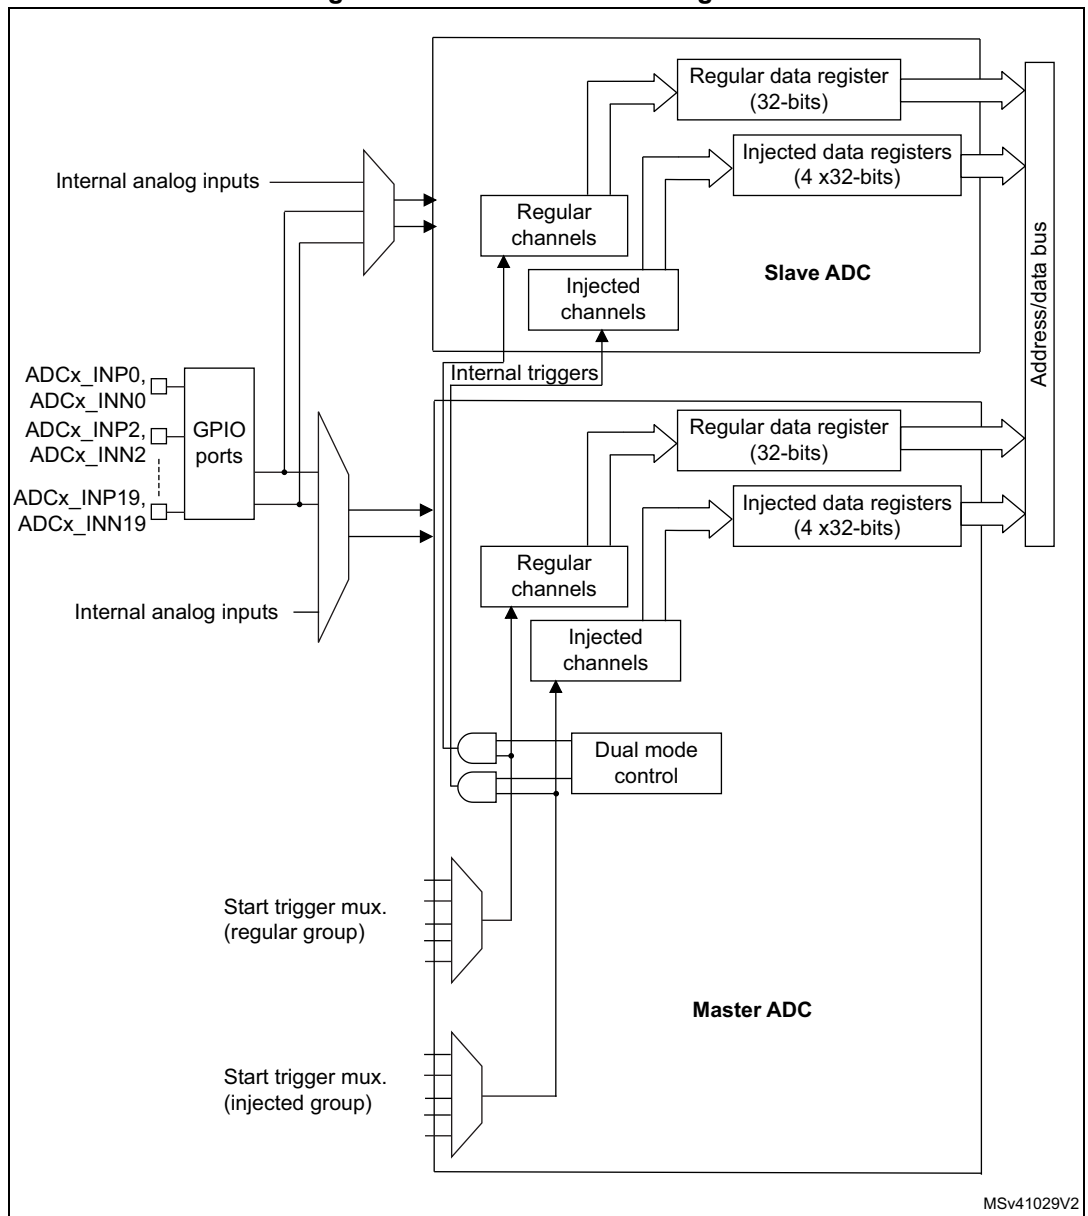 Regular data register
(32-bits)
Injected data registers
(4 x32-bits)
Internal analog inputs
Regular
channels
Slave ADC
Injected
channels
Address/data bus
Internal triggers
ADCx_INP0,
ADCx_INN0
ADCx_INP2,
ADCx_INN2
ADCx_INP19,
ADCx_INN19
GPIO
ports
Regular data register
(32-bits)
Injected data registers
(4 x32-bits)
Regular
channels
Internal analog inputs
Injected
channels
Dual mode
control
Start trigger mux.
(regular group)
Master ADC
Start trigger mux.
(injected group)
MSv41029V2